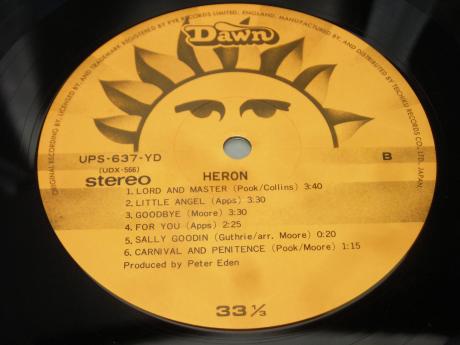 ORIGINAL RECORDING BY, LICENSED BY, AND TRADEMARK REGISTERED BY PYE RECORDS LIMITED, ENGLAND. MANUFACTURED AND DISTRIBUTED BY TEICHIKU RECORDS CO., LTD., JAPAN
Dawn
UPS-637-YD
(UDX-566)
stereo
B
HERON
1. LORD AND MASTER (Pook/Collins) 3:40
2. LITTLE ANGEL (Apps) 3:30
3. GOODBYE (Moore) 3:30
4. FOR YOU (Apps) 2:25
5. SALLY GOODIN (Guthrie/arr. Moore) 0:20
6. CARNIVAL AND PENITENCE (Pook/Moore) 1:15
Produced by Peter Eden
33 1/3